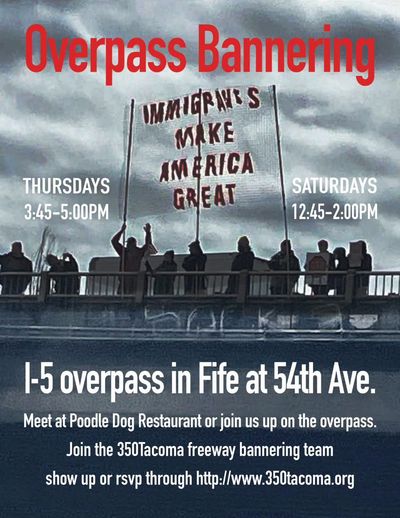 Overpass Bannering
IMMIGRANTS
MAKE
AMERICA
GREAT
THURSDAYS
3:45-5:00PM
SATURDAYS
12:45-2:00PM
I-5 overpass in Fife at 54th Ave.
Meet at Poodle Dog Restaurant or join us up on the overpass.
Join the 350Tacoma freeway bannering team
show up or rsvp through http://www.350tacoma.org